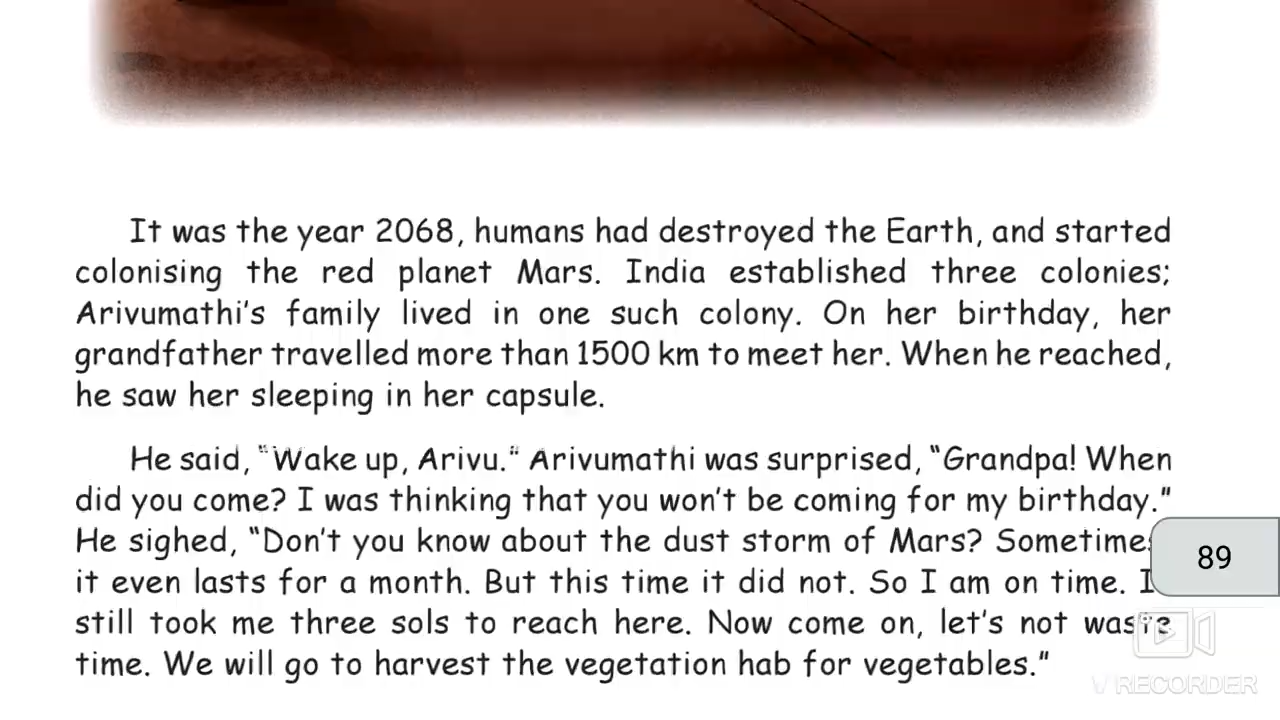 It was the year 2068, humans had destroyed the Earth, and started
colonising the red planet Mars. India established three colonies;
Arivumathi's family lived in one such colony. On her birthday, her
grandfather travelled more than 1500 km to meet her. When he reached,
he saw her sleeping in her capsule.
He said, "Wake up, Arivu." Arivumathi was surprised, "Grandpa! When
did you come? I was thinking that you won't be coming for my birthday."
He sighed, "Don't you know about the dust storm of Mars? Sometimes
it even lasts for a month. But this time it did not. So I am on time. I
still took me three sols to reach here. Now come on, let's not waste
time. We will go to harvest the vegetation hab for vegetables."
89
VRECORDER